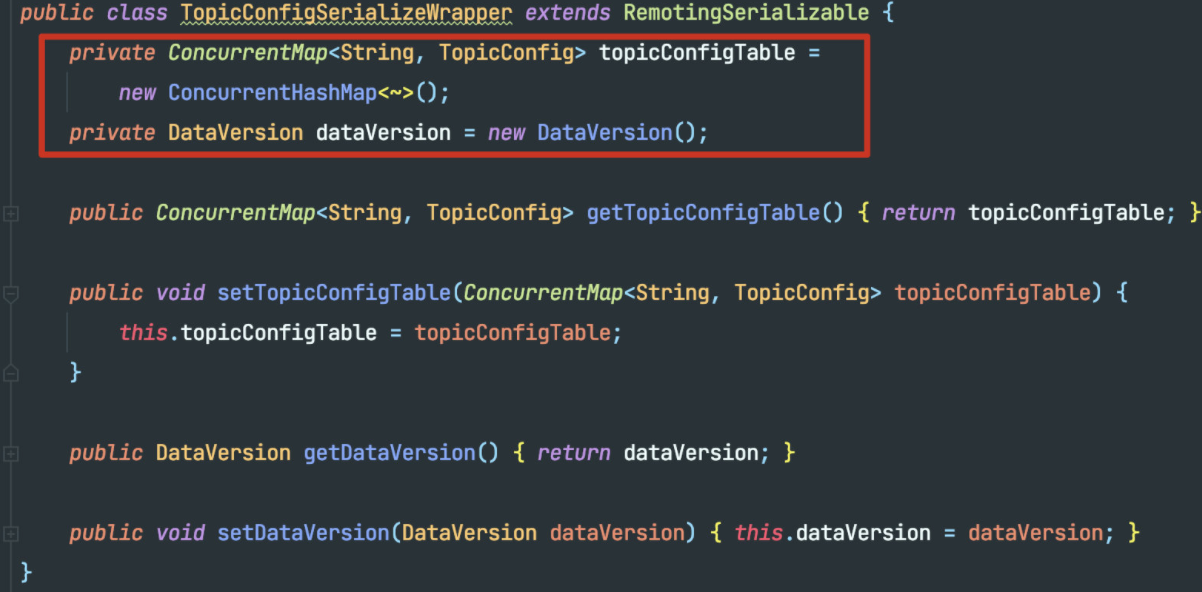 public class TopicConfigSerializeWrapper extends RemotingSerializable {
private ConcurrentMap<String, TopicConfig> topicConfigTable =
new ConcurrentHashMap<~>();
private DataVersion dataVersion = new DataVersion();
public ConcurrentMap<String, TopicConfig> getTopicConfigTable() { return topicConfigTable; }
public void setTopicConfigTable(ConcurrentMap<String, TopicConfig> topicConfigTable) {
this.topicConfigTable = topicConfigTable;
}
public DataVersion getDataVersion() { return dataVersion; }
public void setDataVersion(DataVersion dataVersion) { this.dataVersion = dataVersion; }
}